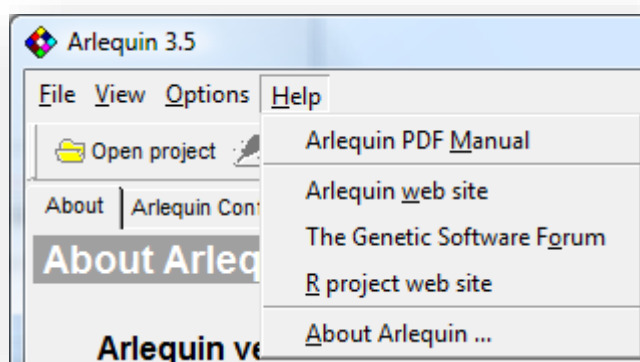 Arlequin 3.5
File View Options Help
Open project
Arlequin PDF Manual
Arlequin web site
The Genetic Software Forum
R project web site
About Arlequin ...
About Arlequin Con
About Arleq
Arlequin ve